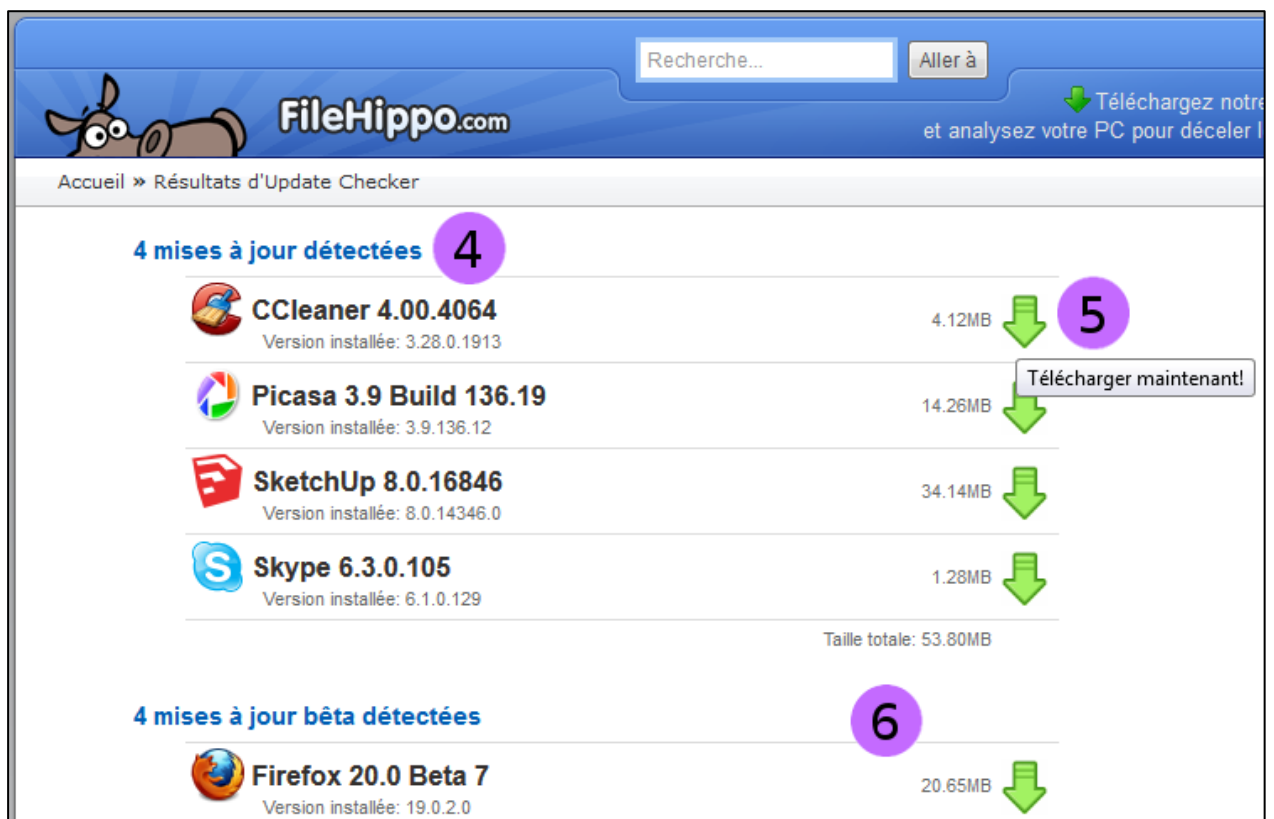 Recherche...
Aller à
FileHippo.com
Téléchargez notre
et analysez votre PC pour déceler
Accueil » Résultats d'Update Checker
4 mises à jour détectées
4
CCleaner 4.00.4064
4.12MB
5
Version installée: 3.28.0.1913
Télécharger maintenant!
Picasa 3.9 Build 136.19
14.26MB
Version installée: 3.9.136.12
SketchUp 8.0.16846
34.14MB
Version installée: 8.0.14346.0
Skype 6.3.0.105
1.28MB
Version installée: 6.1.0.129
Taille totale: 53.80MB
4 mises à jour bêta détectées
6
Firefox 20.0 Beta 7
20.65MB
Version installée: 19.0.2.0